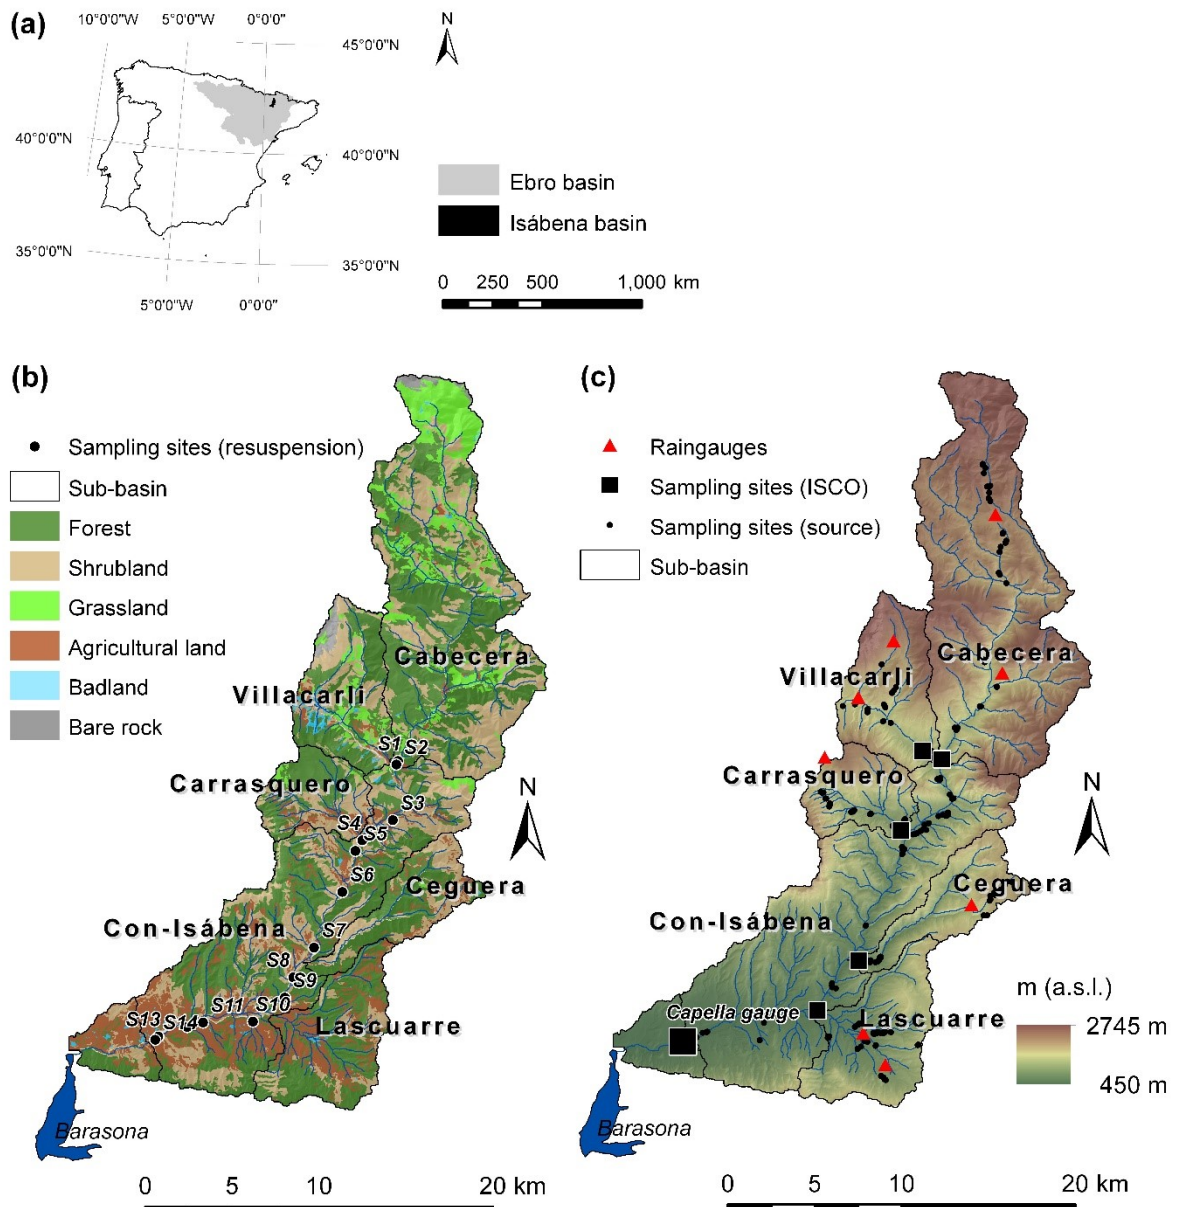 (a)
10°0'0"W 5°0'0"W 0°0'0"
N
45°0'0"N
40°0'0"N
40°0'0"N
35°0'0"N
35°0'0"N
5°0'0"W 0°0'0"
Ebro basin
Isábena basin
0 250 500 1,000 km
(b)
Sampling sites (resuspension)
Sub-basin
Forest
Shrubland
Grassland
Agricultural land
Badland
Bare rock
Cabecera
Villacarli
S1 S2
Carrasquero
S3
S4
S5
S6
Ceguera
Con-Isábena
S7
S8
S9
S10
S11
S13 S14
Lascuarre
N
Barasona
0 5 10 20 km
(c)
Raingauges
Sampling sites (ISCO)
Sampling sites (source)
Sub-basin
Cabecera
Villacarli
Carrasquero
Ceguera
Con-Isábena
Capella gauge
Lascuarre
N
m (a.s.l.)
2745 m
450 m
Barasona
0 5 10 20 km